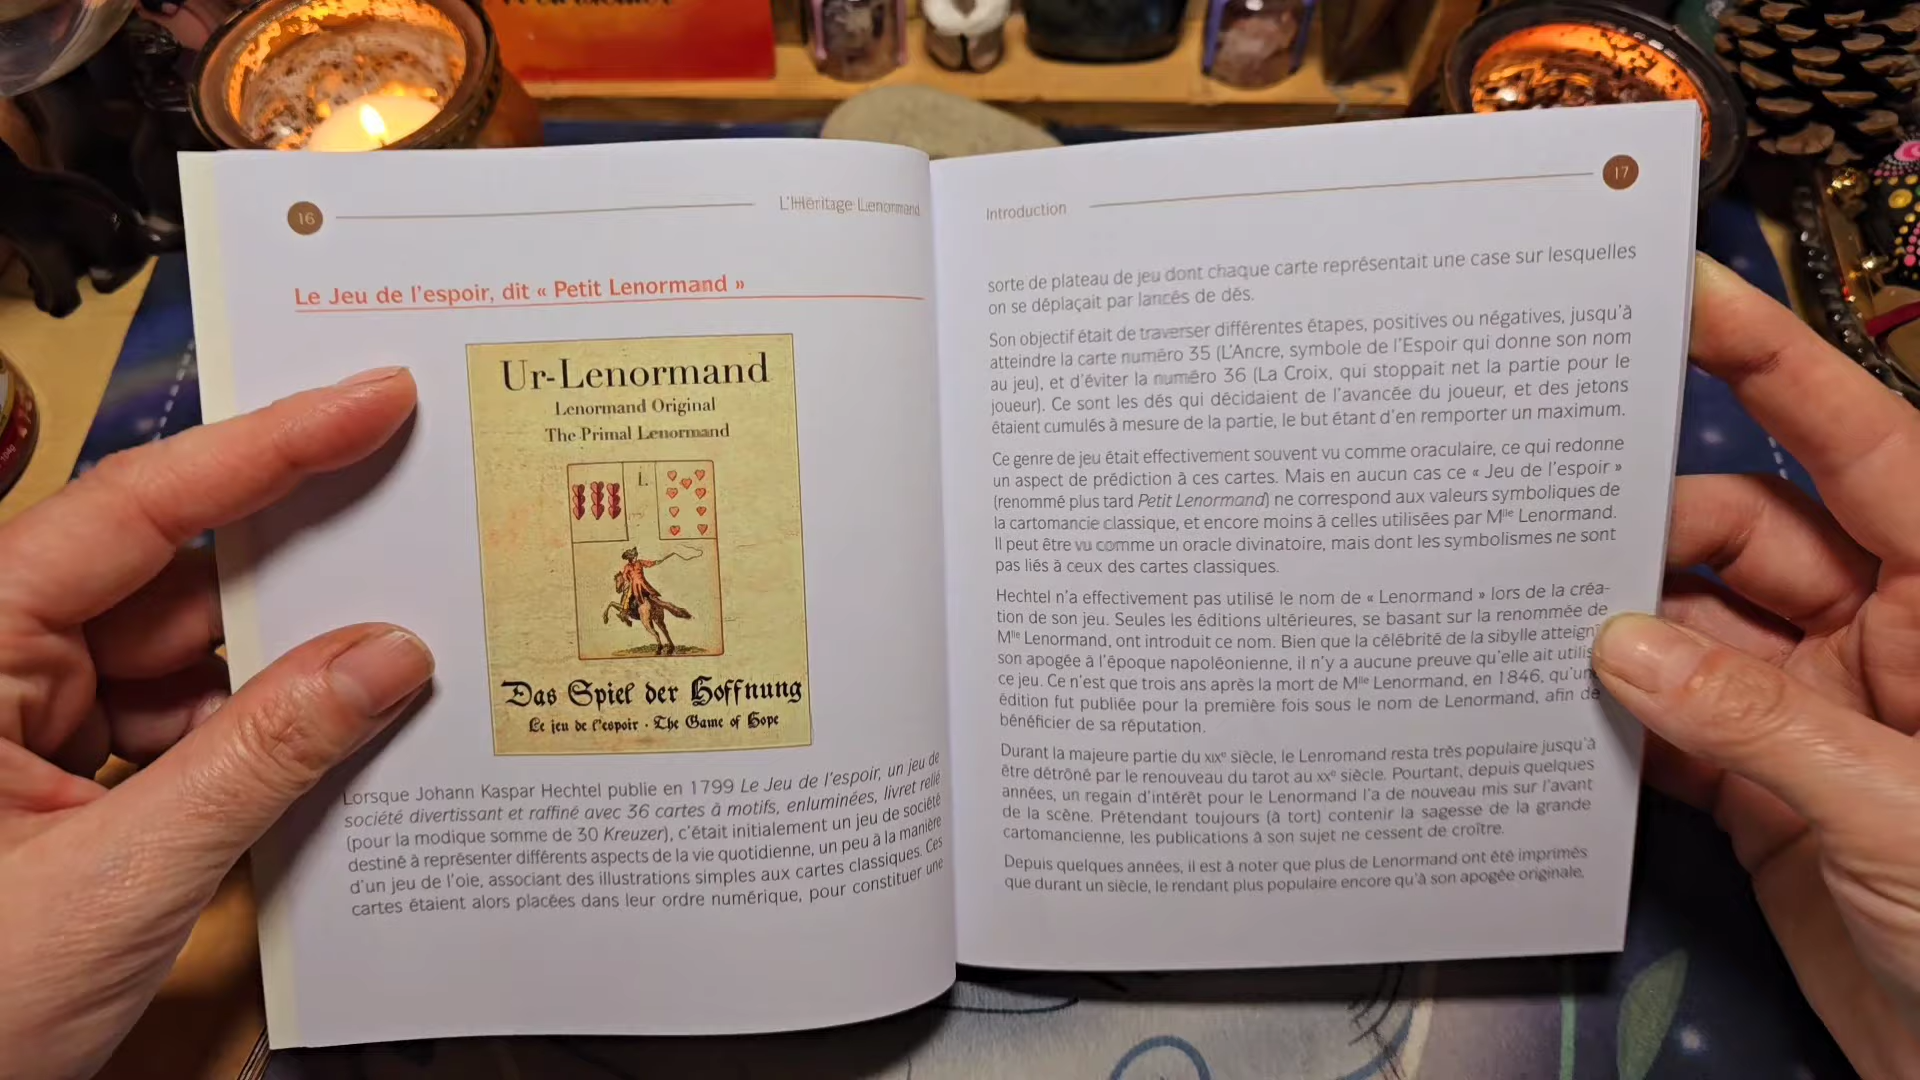 16
L'Héritage Lenormand
Le Jeu de l'espoir, dit « Petit Lenormand »
Ur-Lenormand
Lenormand Original
The Primal Lenormand
1.
Das Spiel der Hoffnung
Le jeu de l'espoir · The Game of Hope
Lorsque Johann Kaspar Hechtel publie en 1799 Le Jeu de l'espoir, un jeu de
société divertissant et raffiné avec 36 cartes à motifs, enluminées, livret relié
(pour la modique somme de 30 Kreuzer), c'était initialement un jeu de société
destiné à représenter différents aspects de la vie quotidienne, un peu à la manière
d'un jeu de l'oie, associant des illustrations simples aux cartes classiques. Ces
cartes étaient alors placées dans leur ordre numérique, pour constituer une
Introduction
17
sorte de plateau de jeu dont chaque carte représentait une case sur lesquelles
on se déplaçait par lancés de dés.
Son objectif était de traverser différentes étapes, positives ou négatives, jusqu'à
atteindre la carte numéro 35 (L'Ancre, symbole de l'Espoir qui donne son nom
au jeu), et d'éviter la numéro 36 (La Croix, qui stoppait net la partie pour le
joueur). Ce sont les dés qui décidaient de l'avancée du joueur, et des jetons
étaient cumulés à mesure de la partie, le but étant d'en remporter un maximum.
Ce genre de jeu était effectivement souvent vu comme oraculaire, ce qui redonne
un aspect de prédiction à ces cartes. Mais en aucun cas ce « Jeu de l'espoir »
(renommé plus tard Petit Lenormand) ne correspond aux valeurs symboliques de
la cartomancie classique, et encore moins à celles utilisées par Mlle Lenormand.
Il peut être vu comme un oracle divinatoire, mais dont les symbolismes ne sont
pas liés à ceux des cartes classiques.
Hechtel n'a effectivement pas utilisé le nom de « Lenormand » lors de la créa-
tion de son jeu. Seules les éditions ultérieures, se basant sur la renommée de
Mlle Lenormand, ont introduit ce nom. Bien que la célébrité de la sibylle atteign
son apogée à l'époque napoléonienne, il n'y a aucune preuve qu'elle ait utilis
ce jeu. Ce n'est que trois ans après la mort de Mlle Lenormand, en 1846, qu'un
édition fut publiée pour la première fois sous le nom de Lenormand, afin de
bénéficier de sa réputation.
Durant la majeure partie du XIXe siècle, le Lenromand resta très populaire jusqu'à
être détrôné par le renouveau du tarot au XXe siècle. Pourtant, depuis quelques
années, un regain d'intérêt pour le Lenormand l'a de nouveau mis sur l'avant
de la scène. Prétendant toujours (à tort) contenir la sagesse de la grande
cartomancienne, les publications à son sujet ne cessent de croître.
Depuis quelques années, il est à noter que plus de Lenormand ont été imprimés
que durant un siècle, le rendant plus populaire encore qu'à son apogée originale,